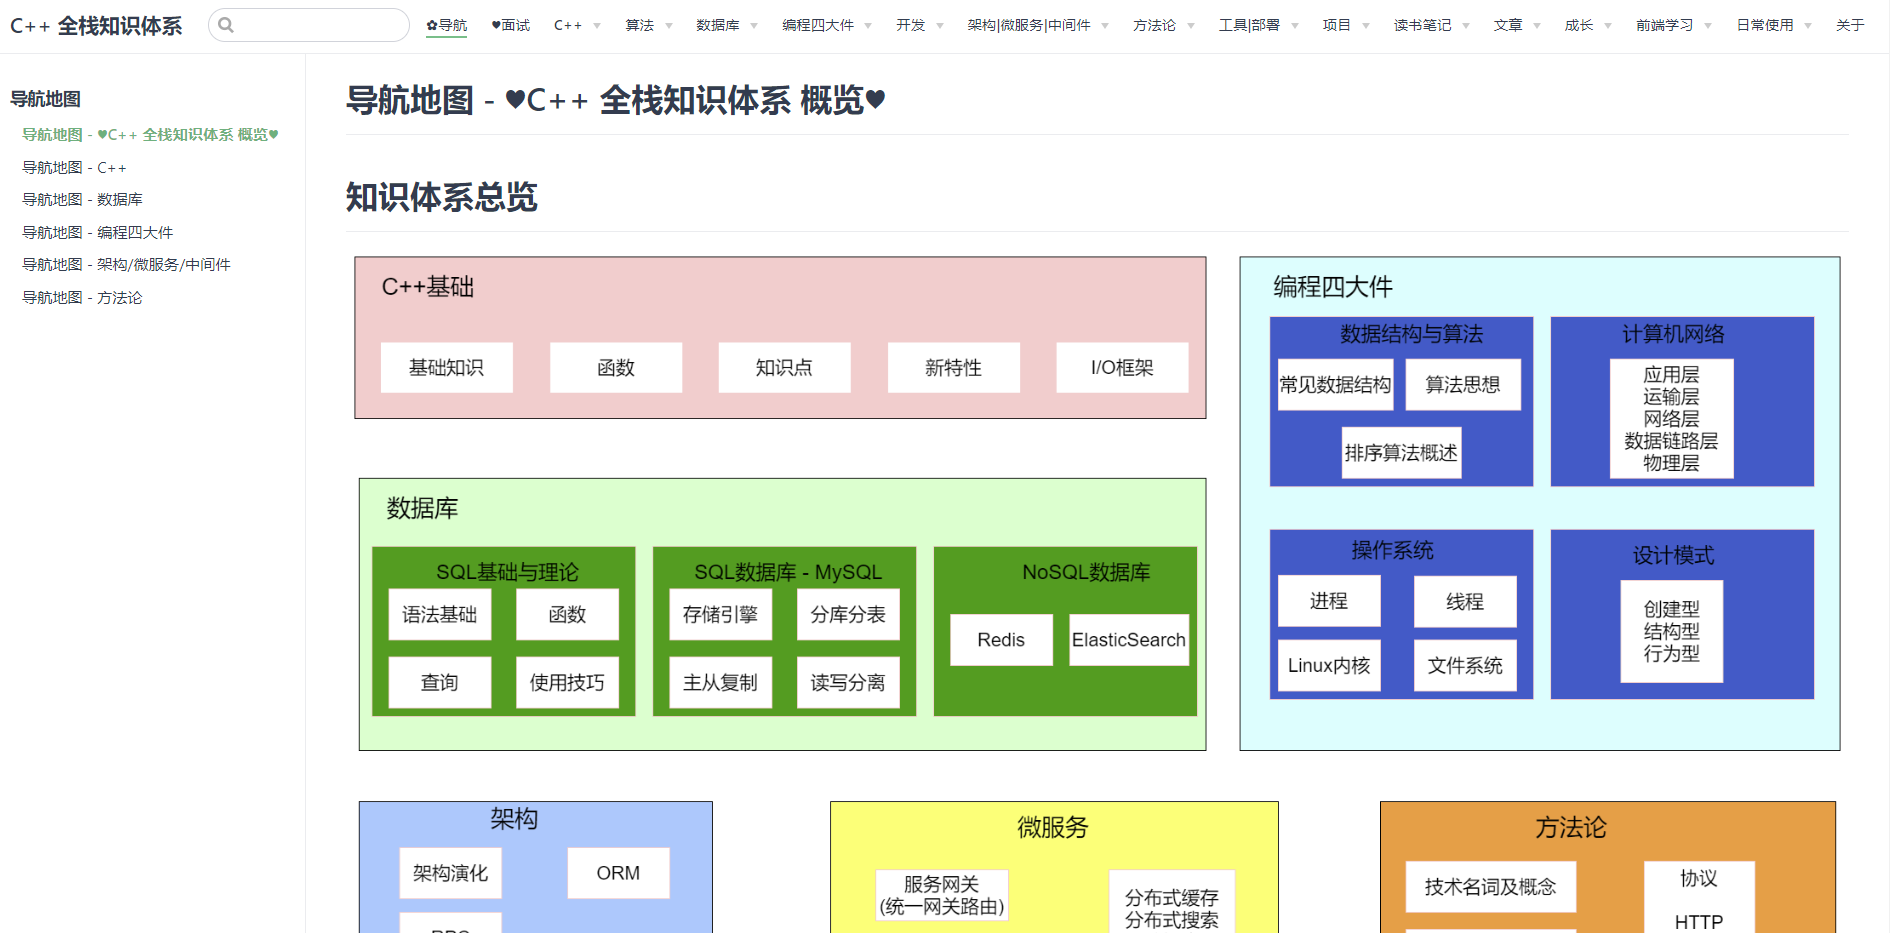 C++ 全栈知识体系
✿导航
♥面试
C++
算法
数据库
编程四大件
开发
架构|微服务|中间件
方法论
工具|部署
项目
读书笔记
文章
成长
前端学习
日常使用
关于
导航地图
导航地图 - ♥C++ 全栈知识体系 概览♥
导航地图 - C++
导航地图 - 数据库
导航地图 - 编程四大件
导航地图 - 架构/微服务/中间件
导航地图 - 方法论
导航地图 - ♥C++ 全栈知识体系 概览♥
知识体系总览
C++基础
基础知识
函数
知识点
新特性
I/O框架
数据库
SQL基础与理论
语法基础
函数
查询
使用技巧
SQL数据库 - MySQL
存储引擎
分库分表
主从复制
读写分离
NoSQL数据库
Redis
ElasticSearch
编程四大件
数据结构与算法
常见数据结构
算法思想
排序算法概述
计算机网络
应用层
运输层
网络层
数据链路层
物理层
操作系统
进程
线程
Linux内核
文件系统
设计模式
创建型
结构型
行为型
架构
架构演化
ORM
微服务
服务网关
(统一网关路由)
分布式缓存
分布式搜索
方法论
技术名词及概念
协议
HTTP